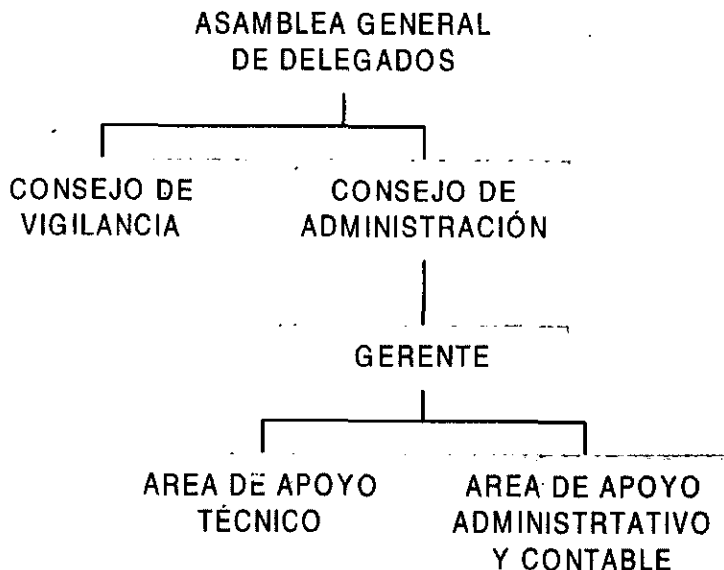 ASAMBLEA GENERAL
DE DELEGADOS
CONSEJO DE
VIGILANCIA
CONSEJO DE
ADMINISTRACIÓN
GERENTE
AREA DE APOYO
TÉCNICO
AREA DE APOYO
ADMINISTRTATIVO
Y CONTABLE